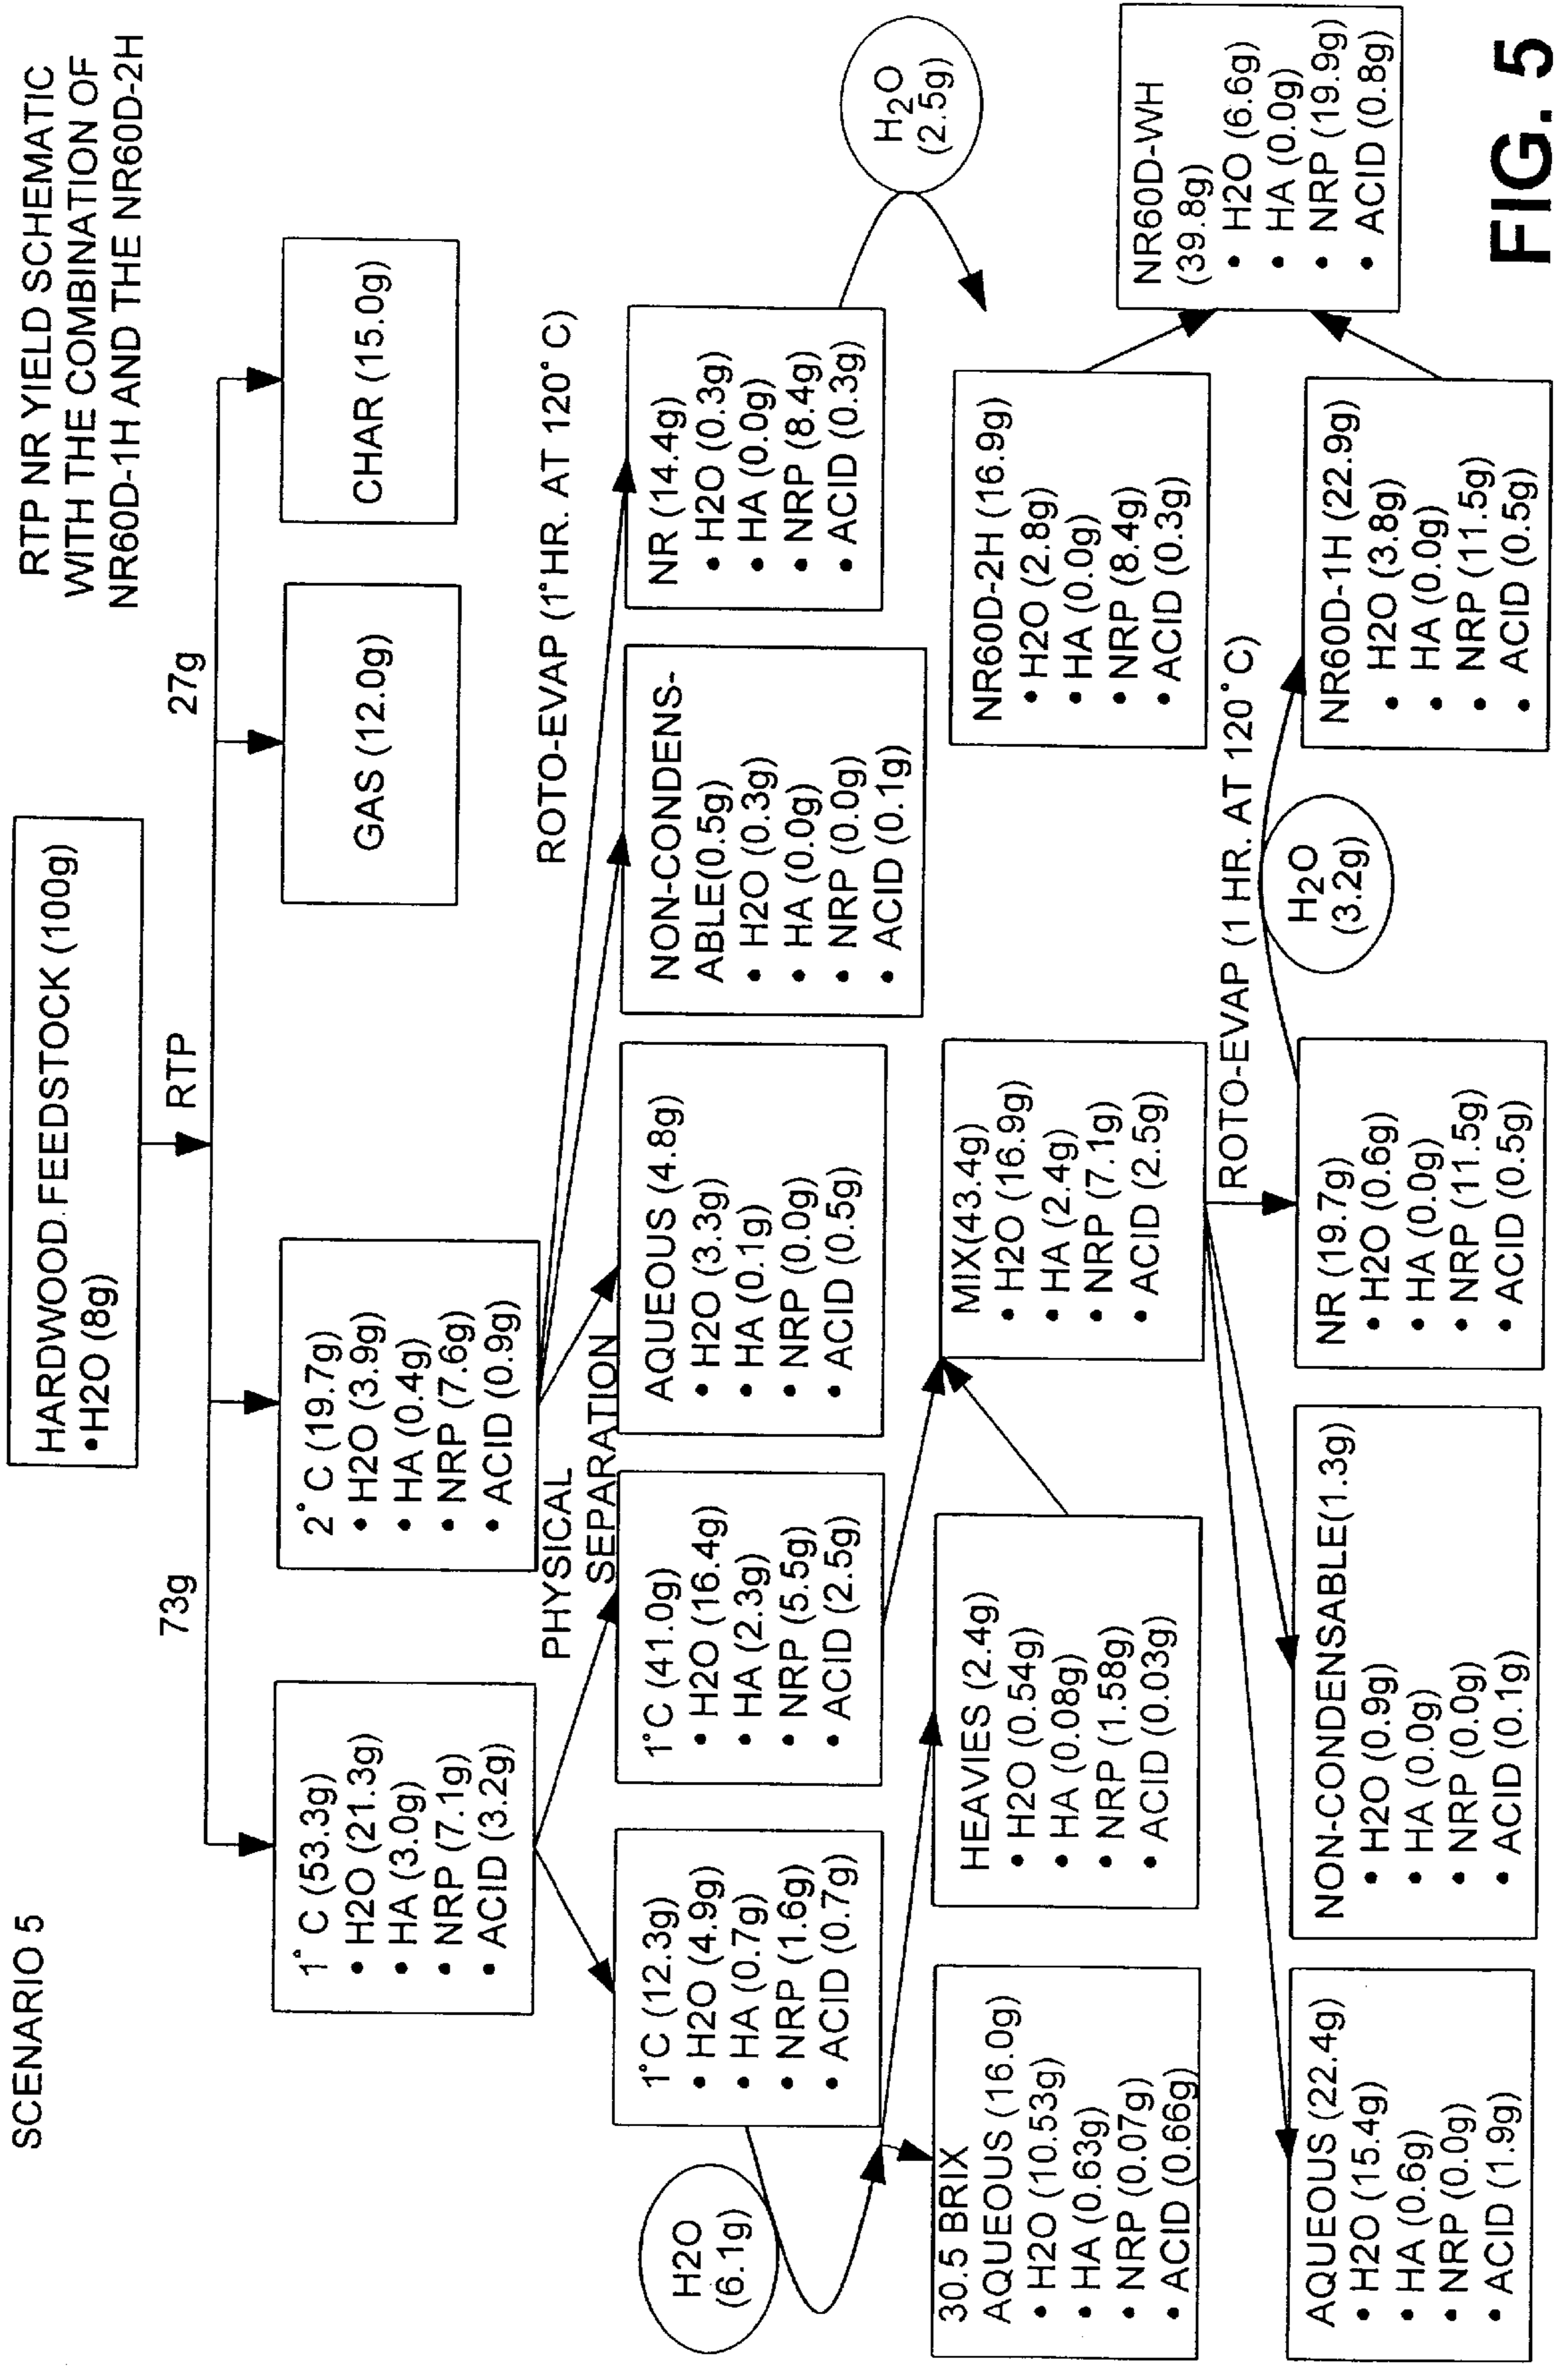 SCENARIO 5
RTP NR YIELD SCHEMATIC
WITH THE COMBINATION OF
NR60D-1H AND THE NR60D-2H
HARDWOOD.FEEDSTOCK (100g)
•H2O (8g)
RTP
73g
27g
1° C (53.3g)
• H2O (21.3g)
• HA (3.0g)
• NRP (7.1g)
• ACID (3.2g)
2° C (19.7g)
• H2O (3.9g)
• HA (0.4g)
• NRP (7.6g)
• ACID (0.9g)
GAS (12.0g)
CHAR (15.0g)
PHYSICAL
SEPARATION
ROTO-EVAP (1°HR. AT 120° C)
H2O
(6.1g)
1°C (12.3g)
• H2O (4.9g)
• HA (0.7g)
• NRP (1.6g)
• ACID (0.7g)
1°C (41.0g)
• H2O (16.4g)
• HA (2.3g)
• NRP (5.5g)
• ACID (2.5g)
AQUEOUS (4.8g)
• H2O (3.3g)
• HA (0.1g)
• NRP (0.0g)
• ACID (0.5g)
NON-CONDENS-
ABLE(0.5g)
• H2O (0.3g)
• HA (0.0g)
• NRP (0.0g)
• ACID (0.1g)
NR (14.4g)
• H2O (0.3g)
• HA (0.0g)
• NRP (8.4g)
• ACID (0.3g)
H₂O
(2.5g)
30.5 BRIX
AQUEOUS (16.0g)
• H2O (10.53g)
• HA (0.63g)
• NRP (0.07g)
• ACID (0.66g)
HEAVIES (2.4g)
• H2O (0.54g)
• HA (0.08g)
• NRP (1.58g)
• ACID (0.03g)
MIX(43.4g)
• H2O (16.9g)
• HA (2.4g)
• NRP (7.1g)
• ACID (2.5g)
NR60D-2H (16.9g)
• H2O (2.8g)
• HA (0.0g)
• NRP (8.4g)
• ACID (0.3g)
NR60D-WH
(39.8g)
• H2O (6.6g)
• HA (0.0g)
• NRP (19.9g)
• ACID (0.8g)
ROTO-EVAP (1 HR. AT 120°C)
H₂O
(3.2g)
AQUEOUS (22.4g)
• H2O (15.4g)
• HA (0.6g)
• NRP (0.0g)
• ACID (1.9g)
NON-CONDENSABLE(1.3g)
• H2O (0.9g)
• HA (0.0g)
• NRP (0.0g)
• ACID (0.1g)
NR (19.7g)
• H2O (0.6g)
• HA (0.0g)
• NRP (11.5g)
• ACID (0.5g)
NR60D-1H (22.9g)
• H2O (3.8g)
• HA (0.0g)
• NRP (11.5g)
• ACID (0.5g)
FIG. 5